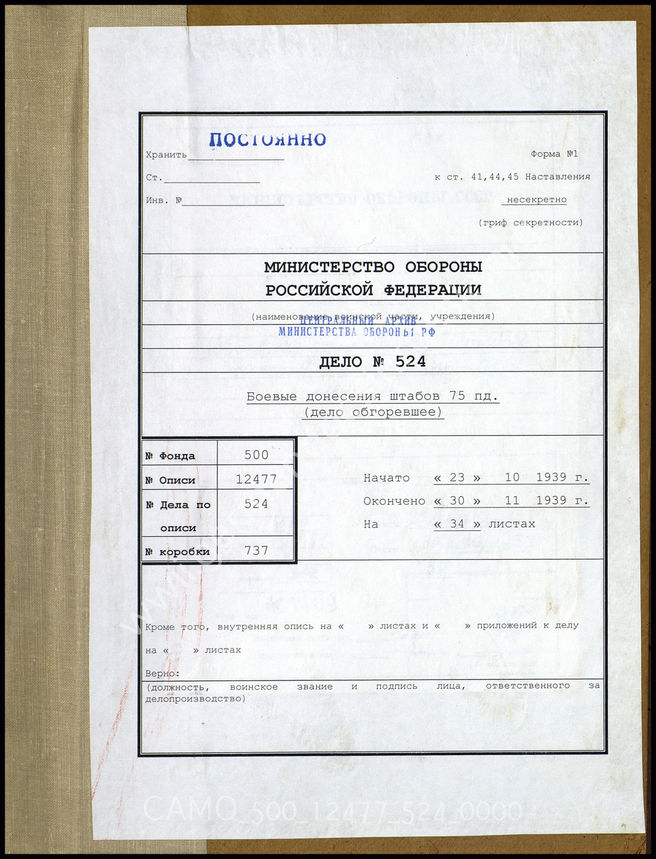 ПОСТОЯННО
Хранить
Форма №1
Ст.
к ст. 41,44,45 Наставления
Инв. №
несекретно
(гриф секретности)
МИНИСТЕРСТВО ОБОРОНЫ
РОССИЙСКОЙ ФЕДЕРАЦИИ
(наименование воинской части, учреждения)
ЦЕНТРАЛЬНЫЙ АРХИВ
МИНИСТЕРСТВА ОБОРОНЫ РФ
ДЕЛО № 524
Боевые донесения штабов 75 пд.
(дело обгоревшее)
№ Фонда 500
№ Описи 12477
№ Дела по описи 524
№ коробки 737
Начато « 23 » 10 1939 г.
Окончено « 30 » 11 1939 г.
На « 34 » листах
Кроме того, внутренняя опись на « » листах и « » приложений к делу
на « » листах
Верно:
(должность, воинское звание и подпись лица, ответственного за
делопроизводство)
CAMO_500_12477_524_0000